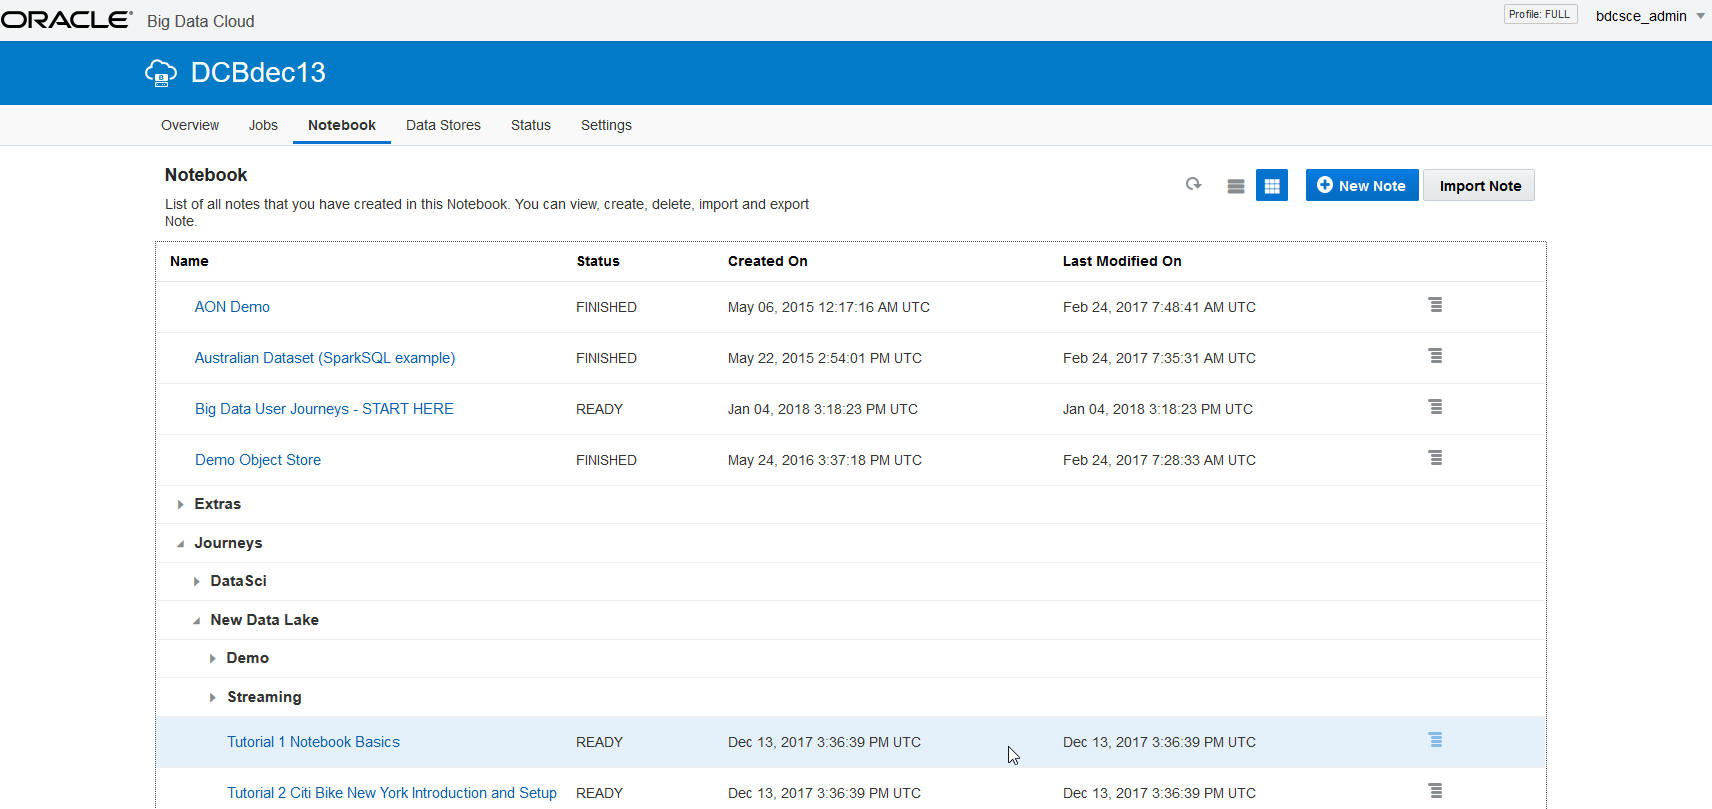 ORACLE Big Data Cloud Profile: FULL bdcsce_admin
DCBdec13
Overview Jobs Notebook Data Stores Status Settings
Notebook
New Note Import Note
List of all notes that you have created in this Notebook. You can view, create, delete, import and export
Note.
Name Status Created On Last Modified On
AON Demo FINISHED May 06, 2015 12:17:16 AM UTC Feb 24, 2017 7:48:41 AM UTC
Australian Dataset (SparkSQL example) FINISHED May 22, 2015 2:54:01 PM UTC Feb 24, 2017 7:35:31 AM UTC
Big Data User Journeys - START HERE READY Jan 04, 2018 3:18:23 PM UTC Jan 04, 2018 3:18:23 PM UTC
Demo Object Store FINISHED May 24, 2016 3:37:18 PM UTC Feb 24, 2017 7:28:33 AM UTC
Extras
Journeys
DataSci
New Data Lake
Demo
Streaming
Tutorial 1 Notebook Basics READY Dec 13, 2017 3:36:39 PM UTC Dec 13, 2017 3:36:39 PM UTC
Tutorial 2 Citi Bike New York Introduction and Setup READY Dec 13, 2017 3:36:39 PM UTC Dec 13, 2017 3:36:39 PM UTC